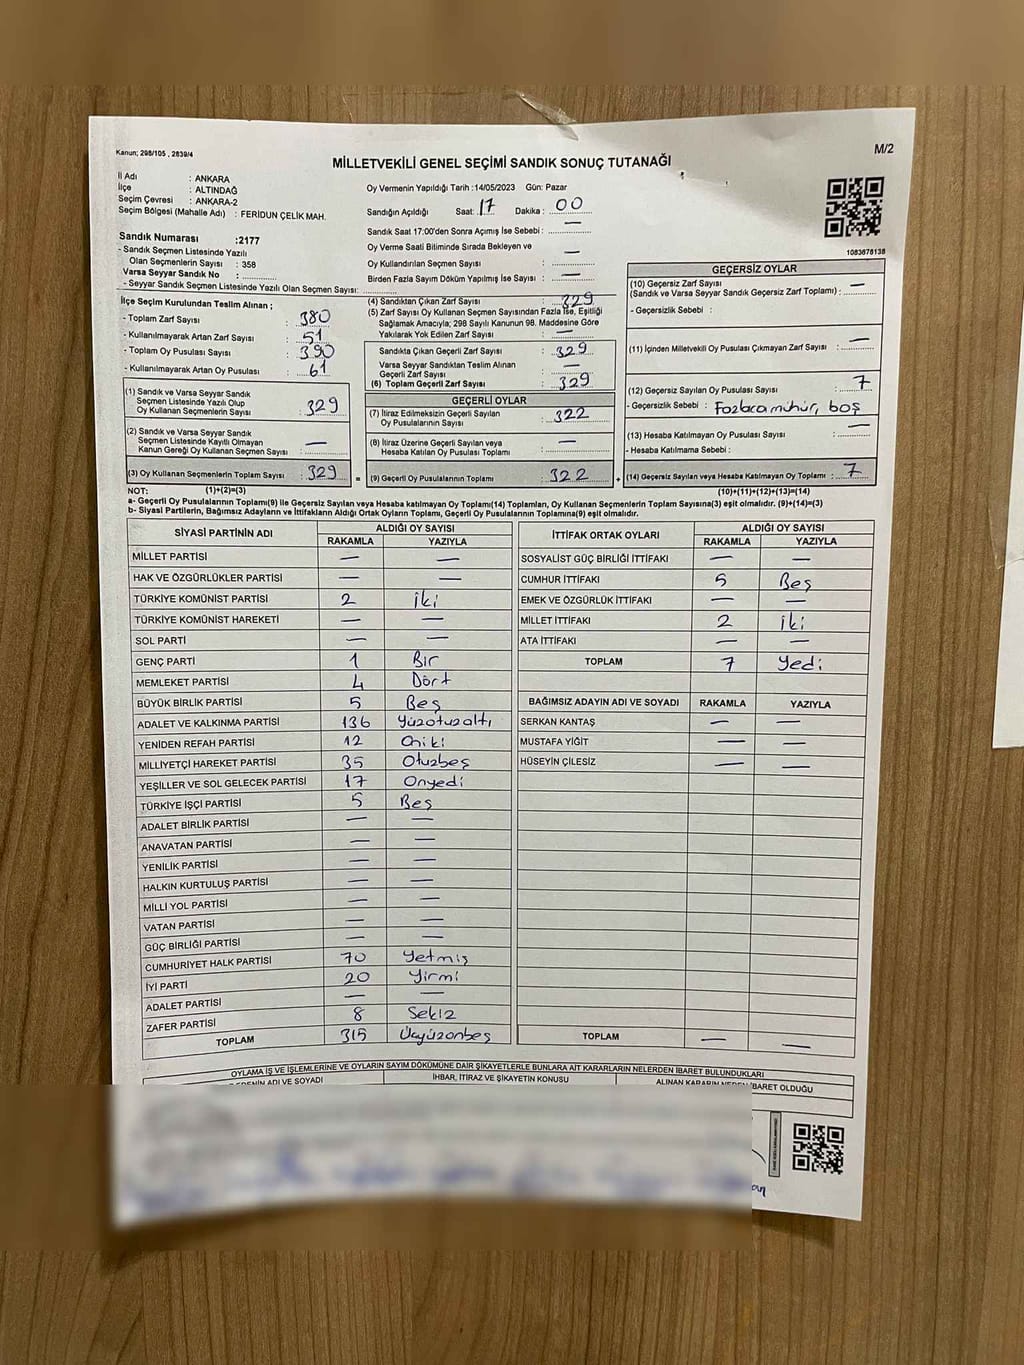 Kanun; 298/105 , 2839/4
M/2
MİLLETVEKİLİ GENEL SEÇİMİ SANDIK SONUÇ TUTANAĞI
İl Adı : ANKARA
İlçe : ALTINDAĞ
Seçim Çevresi : ANKARA-2
Seçim Bölgesi (Mahalle Adı) : FERİDUN ÇELİK MAH.
Sandık Numarası :2177
- Sandık Seçmen Listesinde Yazılı
Olan Seçmenlerin Sayısı : 358
Varsa Seyyar Sandık No :
- Seyyar Sandık Seçmen Listesinde Yazılı Olan Seçmen Sayısı:
Oy Vermenin Yapıldığı Tarih :14/05/2023 Gün: Pazar
Sandığın Açıldığı Saat: 17 Dakika : 00
Sandık Saat 17:00'den Sonra Açımış İse Sebebi : —
Oy Verme Saati Bitiminde Sırada Bekleyen ve
Oy Kullandırılan Seçmen Sayısı : —
Birden Fazla Sayım Döküm Yapılmış İse Sayısı : —
1083678138
İlçe Seçim Kurulundan Teslim Alınan ;
- Toplam Zarf Sayısı : 380
- Kullanılmayarak Artan Zarf Sayısı : 51
- Toplam Oy Pusulası Sayısı : 390
- Kullanılmayarak Artan Oy Pusulası : 61
(1) Sandık ve Varsa Seyyar Sandık
Seçmen Listesinde Yazılı Olup
Oy Kullanan Seçmenlerin Sayısı : 329
(2) Sandık ve Varsa Seyyar Sandık
Seçmen Listesinde Kayıtlı Olmayan
Kanun Gereği Oy Kullanan Seçmen Sayısı : —
(3) Oy Kullanan Seçmenlerin Toplam Sayısı : 329
(4) Sandıktan Çıkan Zarf Sayısı : 329
(5) Zarf Sayısı Oy Kullanan Seçmen Sayısından Fazla İse, Eşitliği
Sağlamak Amacıyla; 298 Sayılı Kanunun 98. Maddesine Göre
Yakılarak Yok Edilen Zarf Sayısı : —
Sandıkta Çıkan Geçerli Zarf Sayısı : 329
Varsa Seyyar Sandıktan Teslim Alınan
Geçerli Zarf Sayısı : —
(6) Toplam Geçerli Zarf Sayısı : 329
GEÇERLİ OYLAR
(7) İtiraz Edilmeksizin Geçerli Sayılan
Oy Pusulalarının Sayısı : 322
(8) İtiraz Üzerine Geçerli Sayılan veya
Hesaba Katılan Oy Pusulası Toplamı : —
= (9) Geçerli Oy Pusulalarının Toplamı : 322 +
GEÇERSİZ OYLAR
(10) Geçersiz Zarf Sayısı
(Sandık ve Varsa Seyyar Sandık Geçersiz Zarf Toplamı) : —
- Geçersizlik Sebebi :
(11) İçinden Milletvekili Oy Pusulası Çıkmayan Zarf Sayısı : —
(12) Geçersiz Sayılan Oy Pusulası Sayısı : 7
- Geçersizlik Sebebi : Fazlaca mühür, boş
(13) Hesaba Katılmayan Oy Pusulası Sayısı : —
- Hesaba Katılmama Sebebi :
(14) Geçersiz Sayılan veya Hesaba Katılmayan Oy Toplamı : 7
NOT: (1)+(2)=(3) (10)+(11)+(12)+(13)=(14)
a- Geçerli Oy Pusulalarının Toplamı(9) ile Geçersiz Sayılan veya Hesaba katılmayan Oy Toplamı(14) Toplamları, Oy Kullanan Seçmenlerin Toplam Sayısına(3) eşit olmalıdır. (9)+(14)=(3)
b- Siyasi Partilerin, Bağımsız Adayların ve İttifakların Aldığı Ortak Oyların Toplamı, Geçerli Oy Pusulalarının Toplamına(9) eşit olmalıdır.
SİYASİ PARTİNİN ADI ALDIĞI OY SAYISI
RAKAMLA YAZIYLA
MİLLET PARTİSİ — —
HAK VE ÖZGÜRLÜKLER PARTİSİ — —
TÜRKİYE KOMÜNİST PARTİSİ 2 iki
TÜRKİYE KOMÜNİST HAREKETİ — —
SOL PARTİ — —
GENÇ PARTİ 1 Bir
MEMLEKET PARTİSİ 4 Dört
BÜYÜK BİRLİK PARTİSİ 5 Beş
ADALET VE KALKINMA PARTİSİ 136 Yüzotuzaltı
YENİDEN REFAH PARTİSİ 12 Oniki
MİLLİYETÇİ HAREKET PARTİSİ 35 Otuzbeş
YEŞİLLER VE SOL GELECEK PARTİSİ 17 Onyedi
TÜRKİYE İŞÇİ PARTİSİ 5 Beş
ADALET BİRLİK PARTİSİ — —
ANAVATAN PARTİSİ — —
YENİLİK PARTİSİ — —
HALKIN KURTULUŞ PARTİSİ — —
MİLLİ YOL PARTİSİ — —
VATAN PARTİSİ — —
GÜÇ BİRLİĞİ PARTİSİ — —
CUMHURİYET HALK PARTİSİ 70 Yetmiş
İYİ PARTİ 20 Yirmi
ADALET PARTİSİ — —
ZAFER PARTİSİ 8 Sekiz
TOPLAM 315 Üçyüzonbeş
İTTİFAK ORTAK OYLARI ALDIĞI OY SAYISI
RAKAMLA YAZIYLA
SOSYALİST GÜÇ BİRLİĞİ İTTİFAKI — —
CUMHUR İTTİFAKI 5 Beş
EMEK VE ÖZGÜRLÜK İTTİFAKI — —
MİLLET İTTİFAKI 2 iki
ATA İTTİFAKI — —
TOPLAM 7 Yedi
BAĞIMSIZ ADAYIN ADI VE SOYADI RAKAMLA YAZIYLA
SERKAN KANTAŞ — —
MUSTAFA YİĞİT — —
HÜSEYİN ÇİLESİZ — —
TOPLAM — —
OYLAMA İŞ VE İŞLEMLERİNE VE OYLARIN SAYIM DÖKÜMÜNE DAİR ŞİKAYETLERLE BUNLARA AİT KARARLARIN NELERDEN İBARET BULUNDUKLARI
ADI VE SOYADI İHBAR, İTİRAZ VE ŞİKAYETİN KONUSU ALINAN KARARIN NEDEN İBARET OLDUĞU